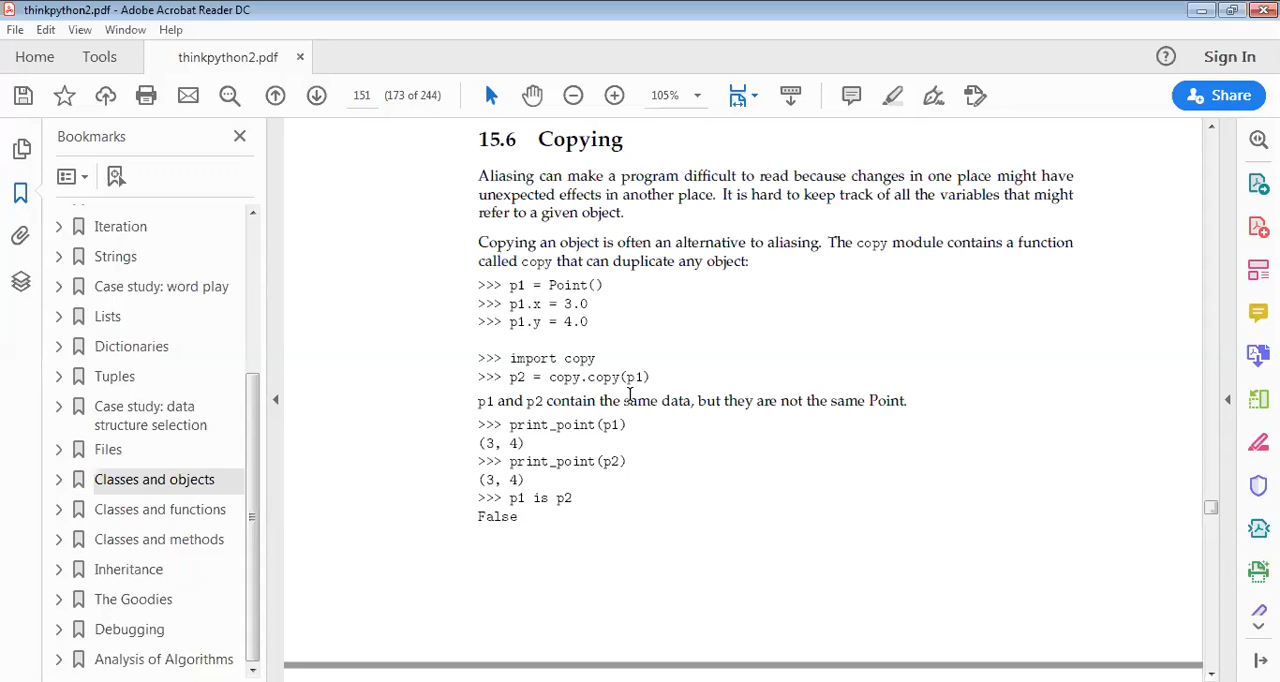 thinkpython2.pdf - Adobe Acrobat Reader DC
File Edit View Window Help
Home Tools thinkpython2.pdf × Sign In
151 (173 of 244) 105% Share
Bookmarks
Iteration
Strings
Case study: word play
Lists
Dictionaries
Tuples
Case study: data
structure selection
Files
Classes and objects
Classes and functions
Classes and methods
Inheritance
The Goodies
Debugging
Analysis of Algorithms
15.6 Copying
Aliasing can make a program difficult to read because changes in one place might have
unexpected effects in another place. It is hard to keep track of all the variables that might
refer to a given object.
Copying an object is often an alternative to aliasing. The copy module contains a function
called copy that can duplicate any object:
>>> p1 = Point()
>>> p1.x = 3.0
>>> p1.y = 4.0
>>> import copy
>>> p2 = copy.copy(p1)
p1 and p2 contain the same data, but they are not the same Point.
>>> print_point(p1)
(3, 4)
>>> print_point(p2)
(3, 4)
>>> p1 is p2
False